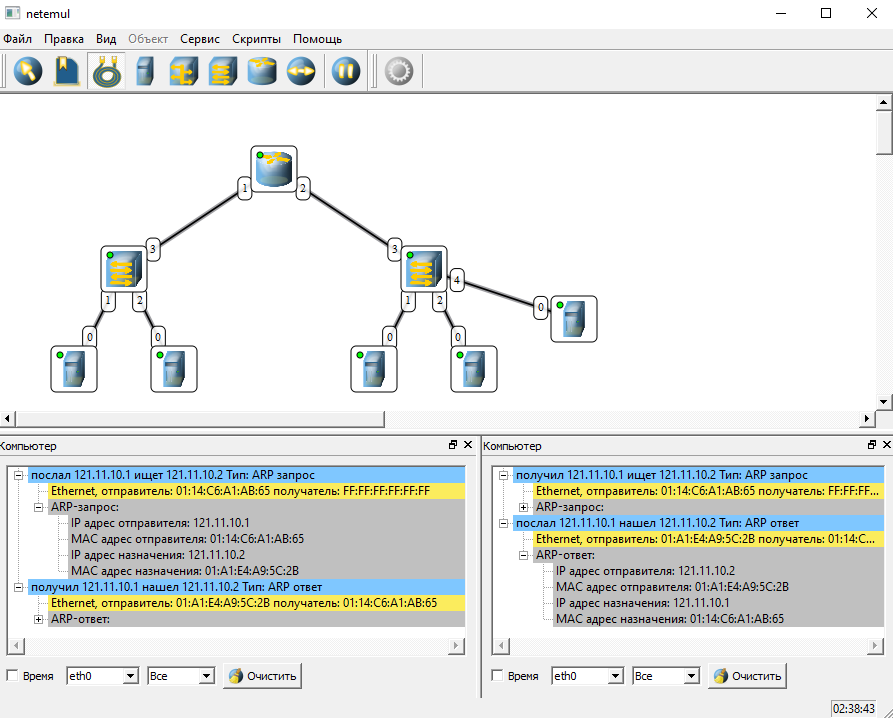 netemul
Файл Правка Вид Объект Сервис Скрипты Помощь
1 2
3 3
4
1 2 1 2 0
0 0 0 0
Компьютер
послал 121.11.10.1 ищет 121.11.10.2 Тип: ARP запрос
Ethernet, отправитель: 01:14:C6:A1:AB:65 получатель: FF:FF:FF:FF:FF:FF
ARP-запрос:
IP адрес отправителя: 121.11.10.1
MAC адрес отправителя: 01:14:C6:A1:AB:65
IP адрес назначения: 121.11.10.2
MAC адрес назначения: 01:A1:E4:A9:5C:2B
получил 121.11.10.1 нашел 121.11.10.2 Тип: ARP ответ
Ethernet, отправитель: 01:A1:E4:A9:5C:2B получатель: 01:14:C6:A1:AB:65
ARP-ответ:
Время eth0 Все Очистить
Компьютер
получил 121.11.10.1 ищет 121.11.10.2 Тип: ARP запрос
Ethernet, отправитель: 01:14:C6:A1:AB:65 получатель: FF:FF:FF...
ARP-запрос:
послал 121.11.10.1 нашел 121.11.10.2 Тип: ARP ответ
Ethernet, отправитель: 01:A1:E4:A9:5C:2B получатель: 01:14:C...
ARP-ответ:
IP адрес отправителя: 121.11.10.2
MAC адрес отправителя: 01:A1:E4:A9:5C:2B
IP адрес назначения: 121.11.10.1
MAC адрес назначения: 01:14:C6:A1:AB:65
Время eth0 Все Очистить
02:38:43